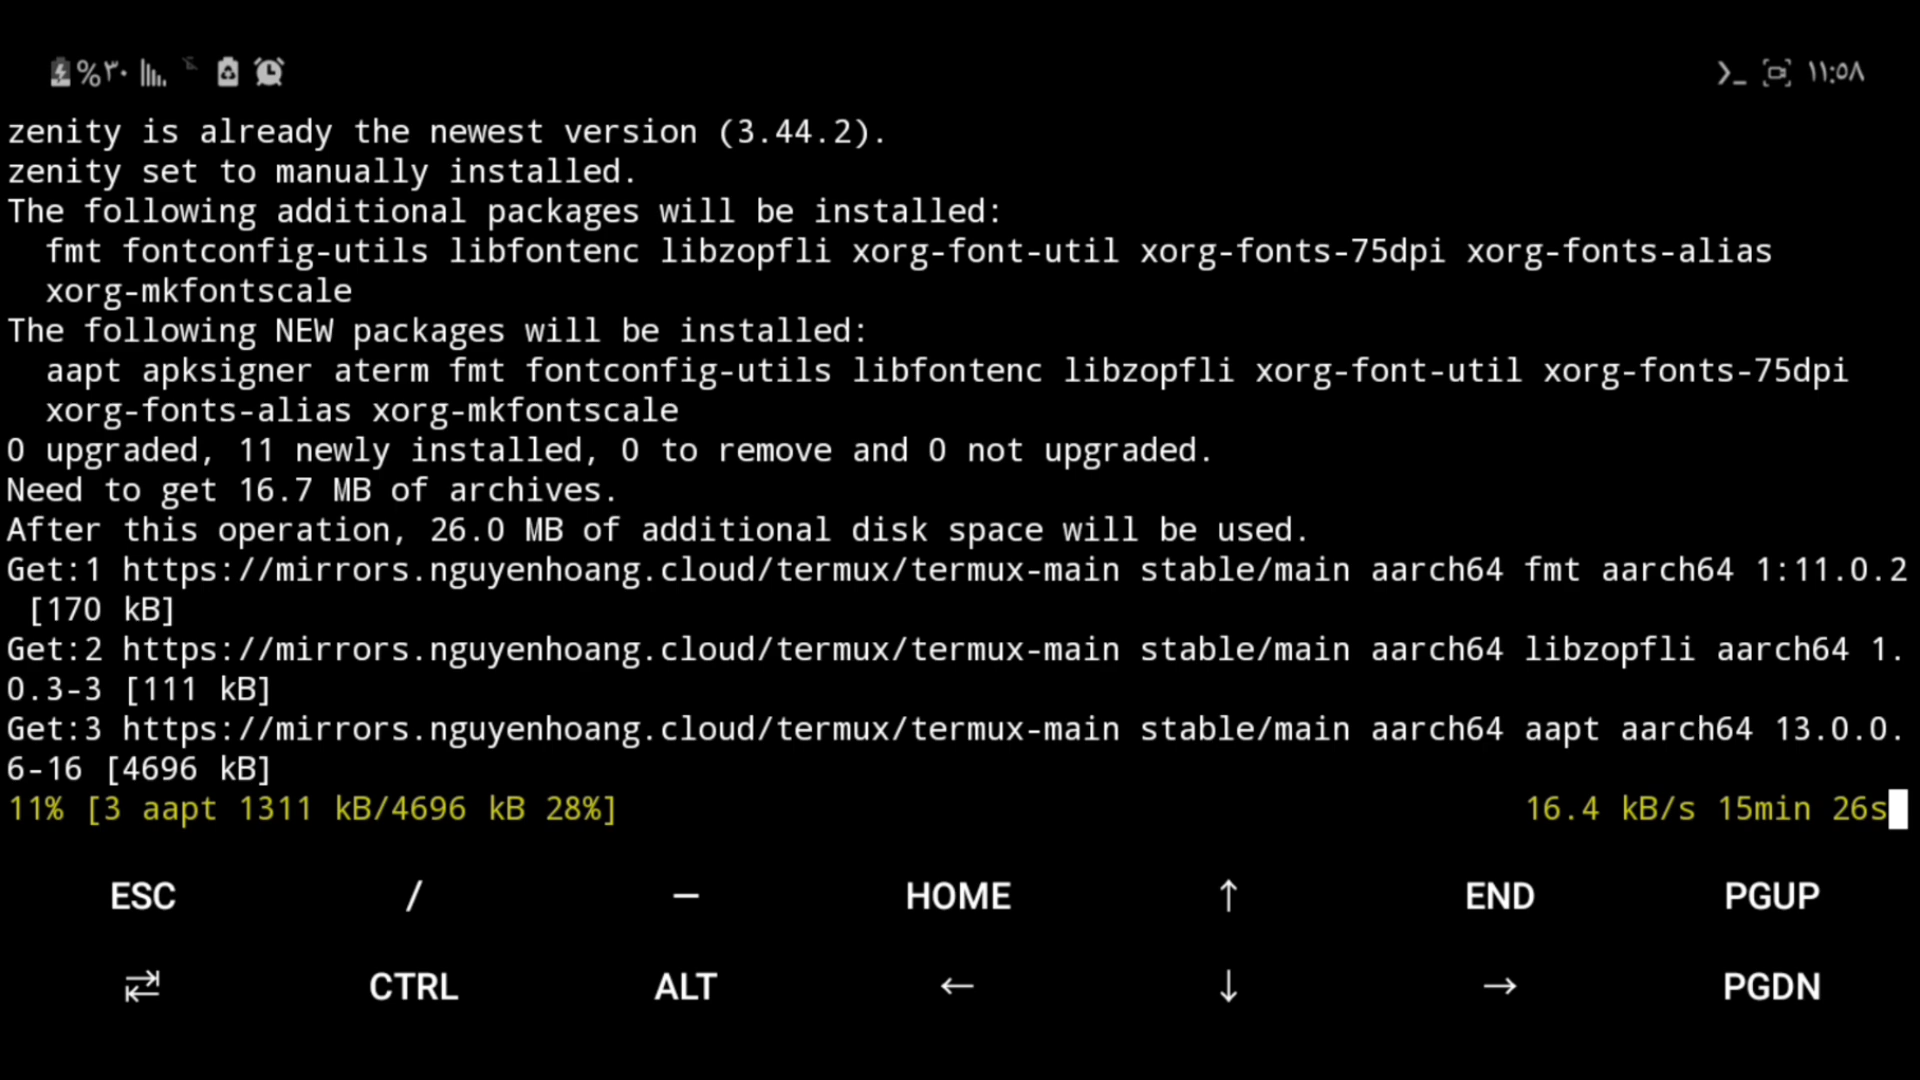 %٣٠ ١١:٥٨
zenity is already the newest version (3.44.2).
zenity set to manually installed.
The following additional packages will be installed:
fmt fontconfig-utils libfontenc libzopfli xorg-font-util xorg-fonts-75dpi xorg-fonts-alias
xorg-mkfontscale
The following NEW packages will be installed:
aapt apksigner aterm fmt fontconfig-utils libfontenc libzopfli xorg-font-util xorg-fonts-75dpi
xorg-fonts-alias xorg-mkfontscale
0 upgraded, 11 newly installed, 0 to remove and 0 not upgraded.
Need to get 16.7 MB of archives.
After this operation, 26.0 MB of additional disk space will be used.
Get:1 https://mirrors.nguyenhoang.cloud/termux/termux-main stable/main aarch64 fmt aarch64 1:11.0.2
[170 kB]
Get:2 https://mirrors.nguyenhoang.cloud/termux/termux-main stable/main aarch64 libzopfli aarch64 1.
0.3-3 [111 kB]
Get:3 https://mirrors.nguyenhoang.cloud/termux/termux-main stable/main aarch64 aapt aarch64 13.0.0.
6-16 [4696 kB]
11% [3 aapt 1311 kB/4696 kB 28%] 16.4 kB/s 15min 26s
ESC / — HOME ↑ END PGUP
⇄ CTRL ALT ← ↓ → PGDN